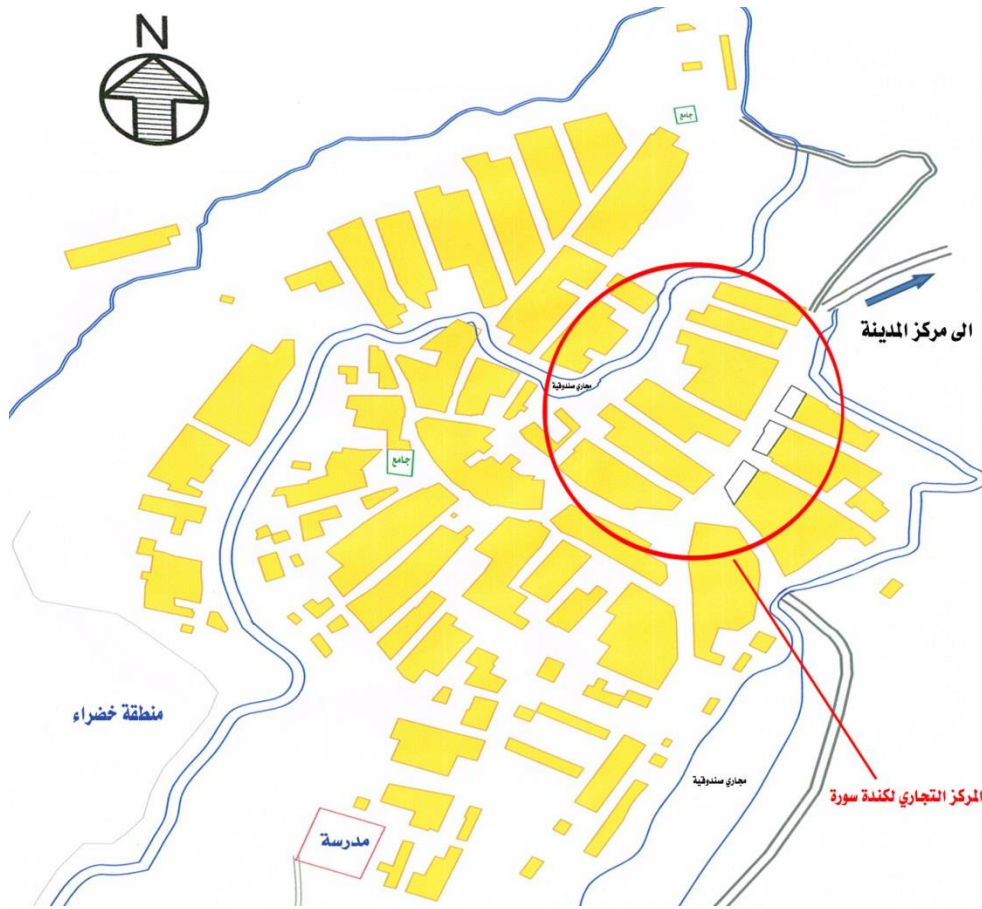 N
جامع
الى مركز المدينة
مجاري صندوقية
جامع
منطقة خضراء
مجاري صندوقية
المركز التجاري لكندة سورة
مدرسة